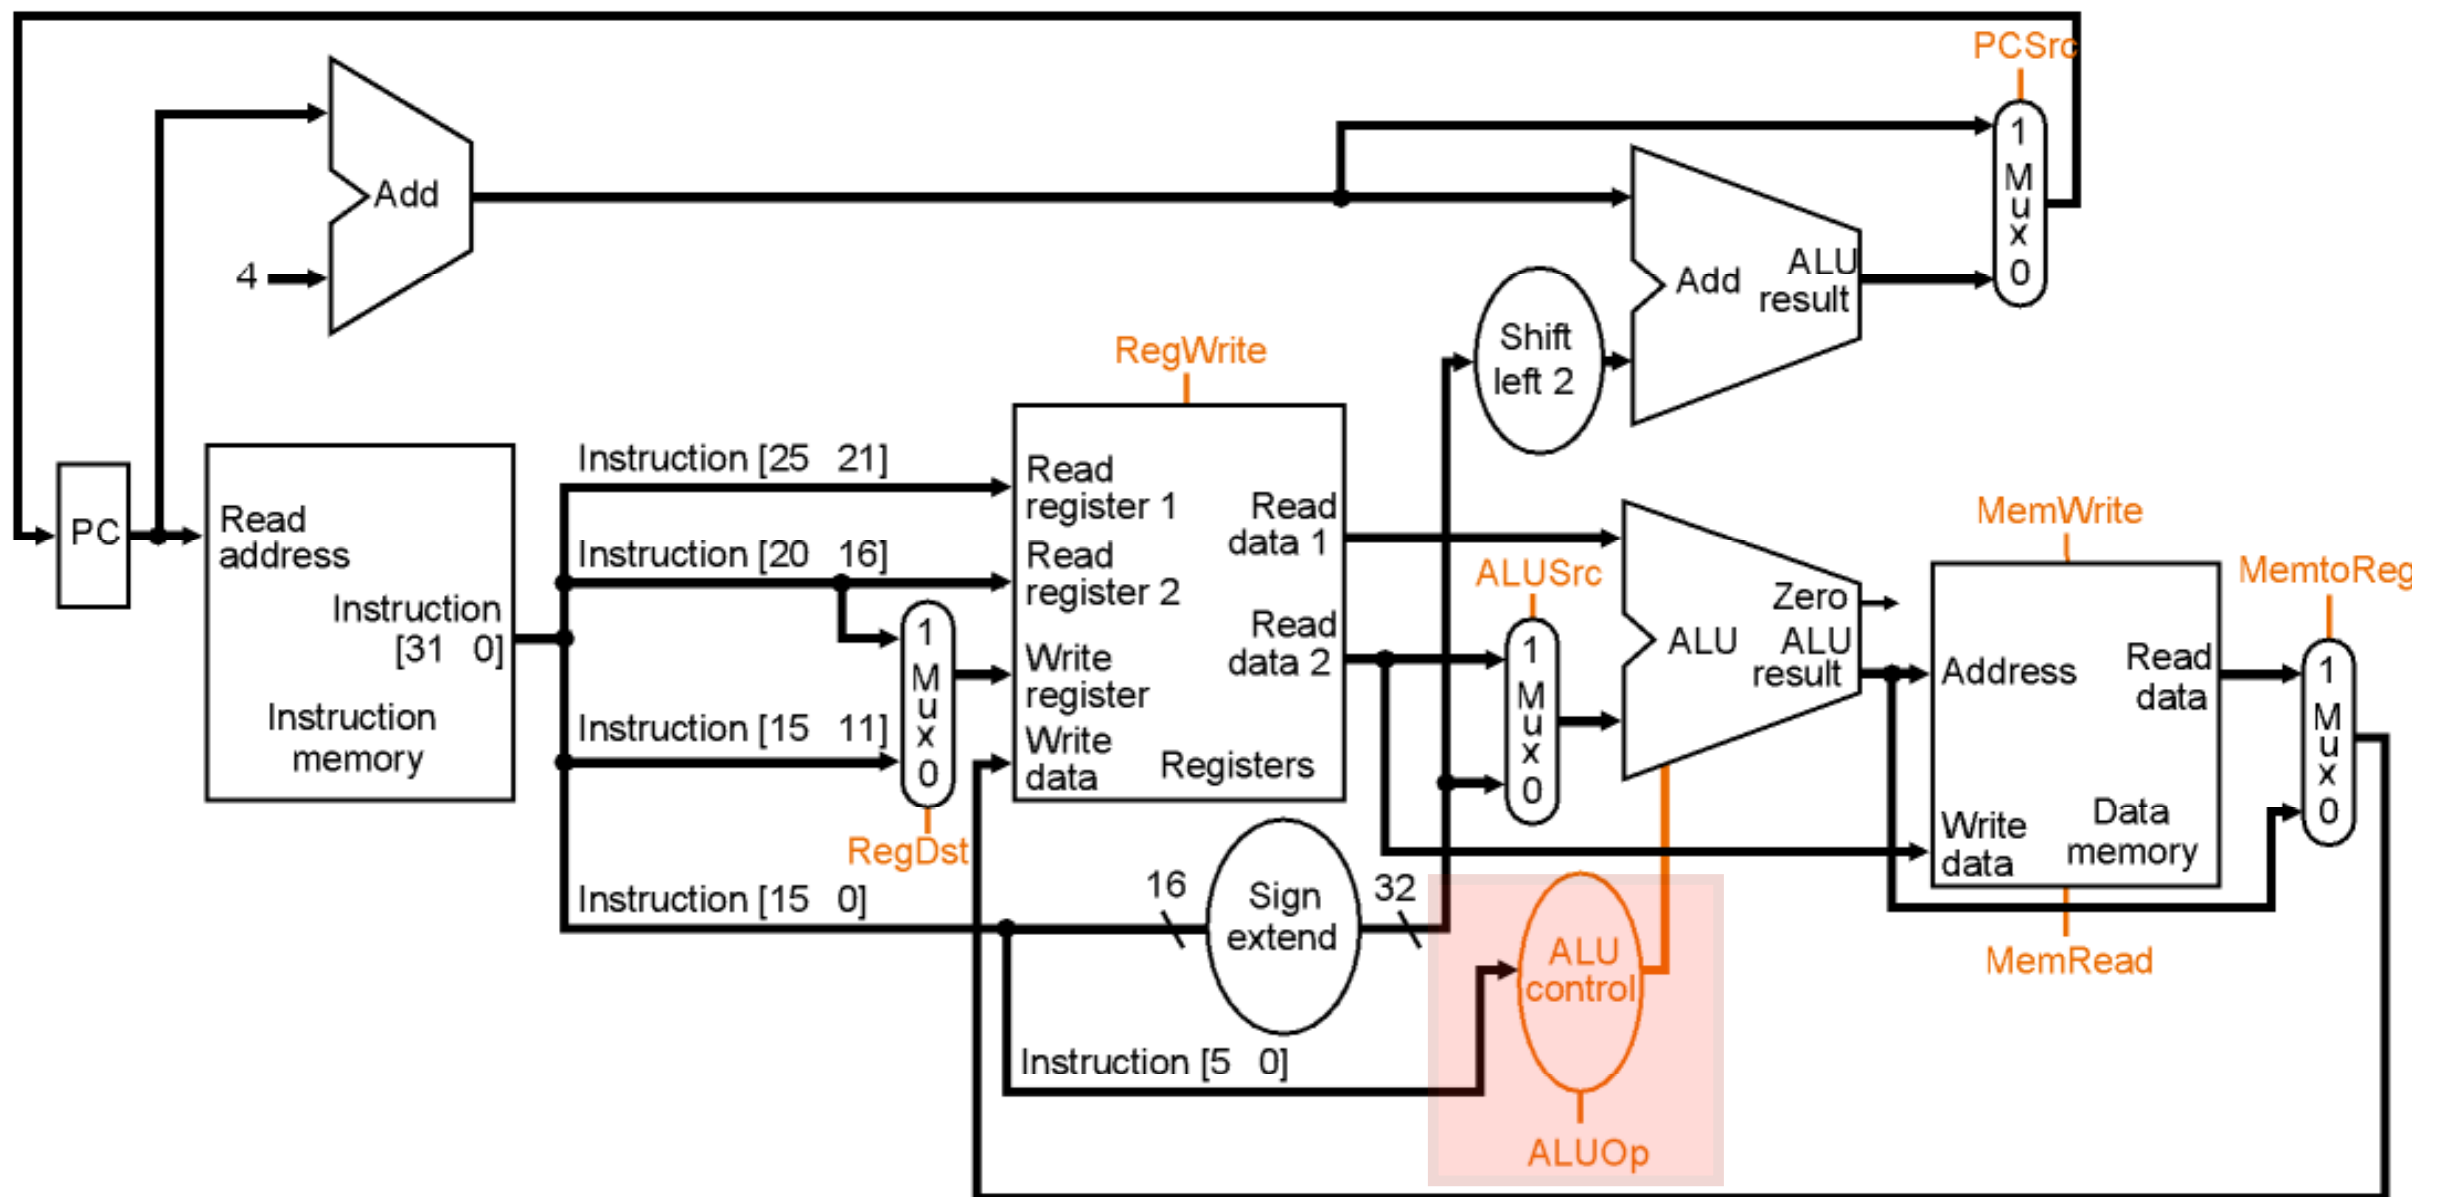 PCSrc
1
M
u
x
0
Add
4
Add
ALU
result
Shift
left 2
RegWrite
PC
Read
address
Instruction
[31 0]
Instruction
memory
Instruction [25 21]
Instruction [20 16]
Instruction [15 11]
Instruction [15 0]
1
M
u
x
0
RegDst
Read
register 1
Read
register 2
Write
register
Write
data
Read
data 1
Read
data 2
Registers
ALUSrc
1
M
u
x
0
Zero
ALU
ALU
result
MemWrite
Address
Read
data
Write
data
Data
memory
MemRead
MemtoReg
1
M
u
x
0
16
Sign
extend
32
ALU
control
Instruction [5 0]
ALUOp